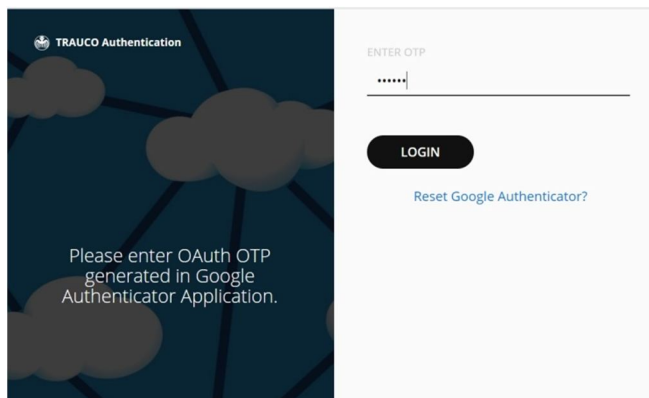 TRAUCO Authentication
Please enter OAuth OTP
generated in Google
Authenticator Application.
ENTER OTP
••••••
LOGIN
Reset Google Authenticator?